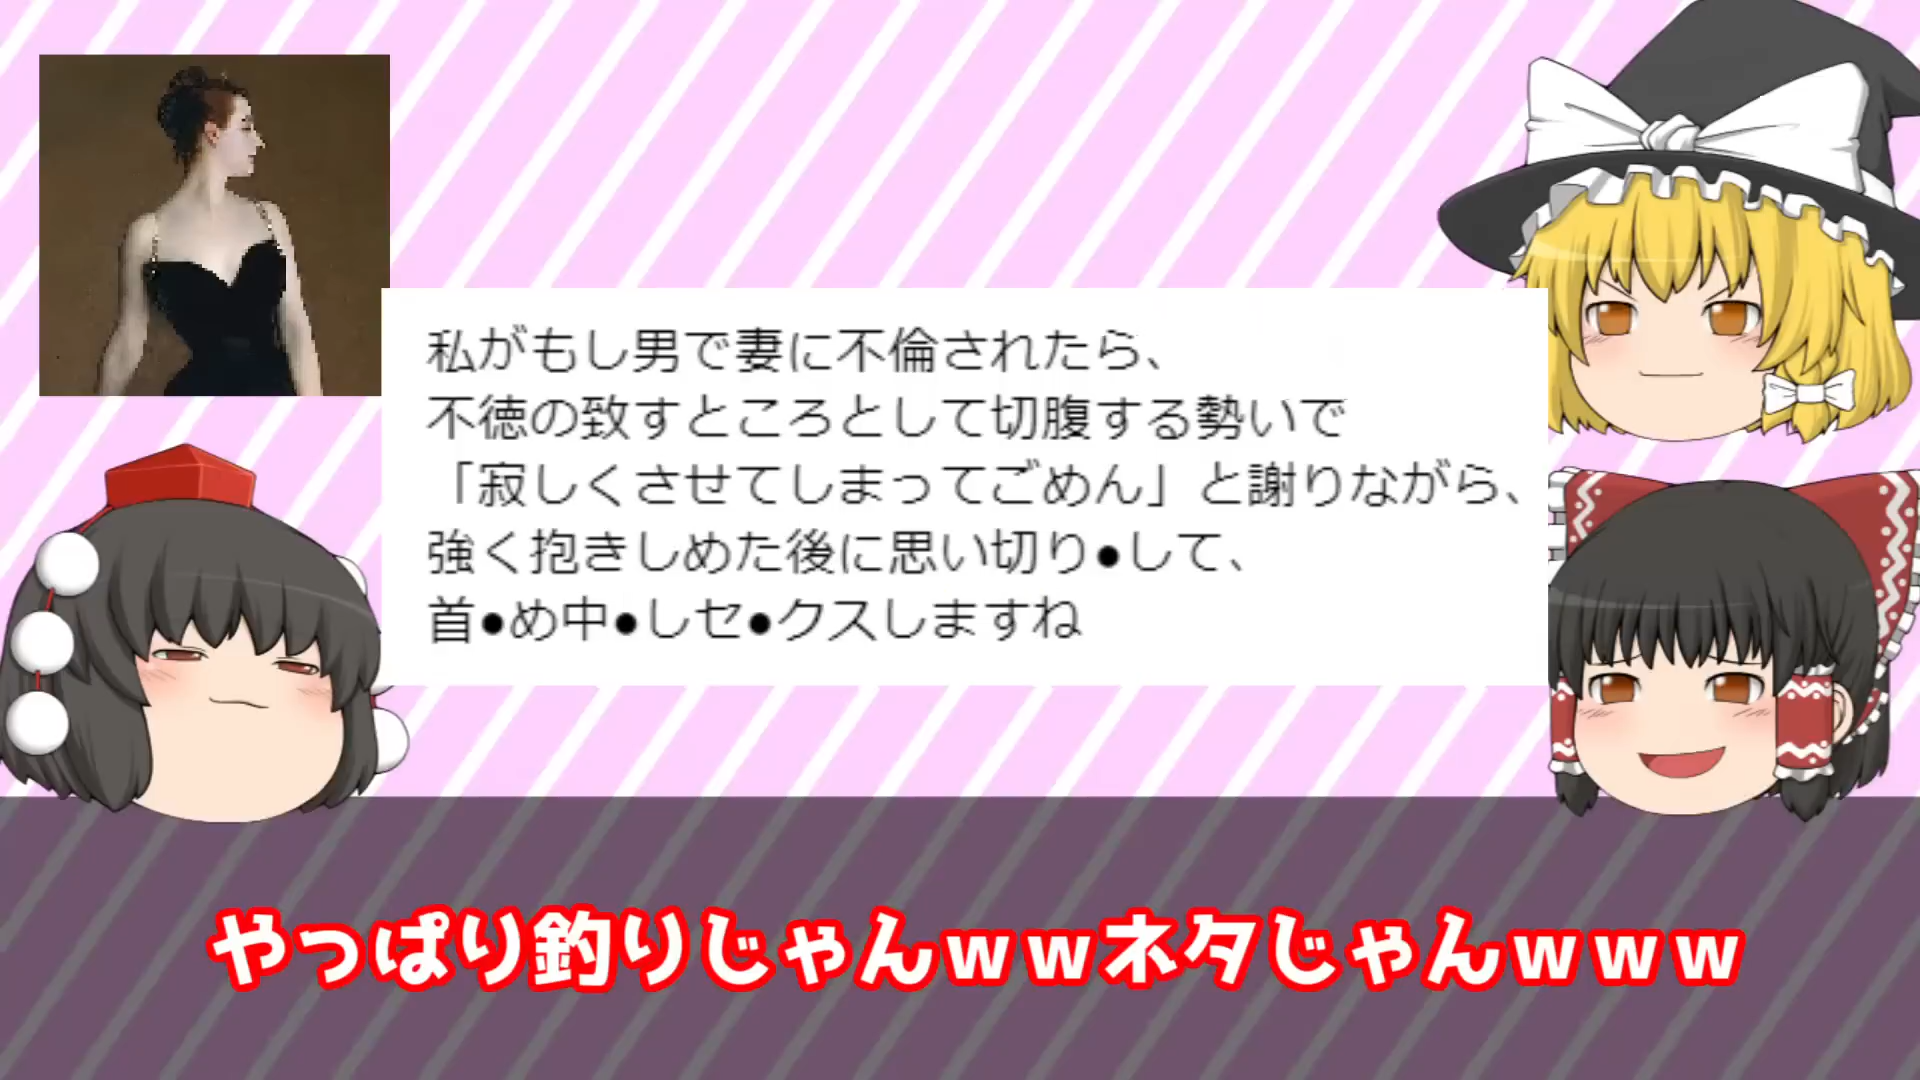 私がもし男で妻に不倫されたら、
不徳の致すところとして切腹する勢いで
「寂しくさせてしまってごめん」と謝りながら、
強く抱きしめた後に思い切り●して、
首●め中●しセ●クスしますね
やっぱり釣りじゃんｗｗネタじゃんｗｗｗ